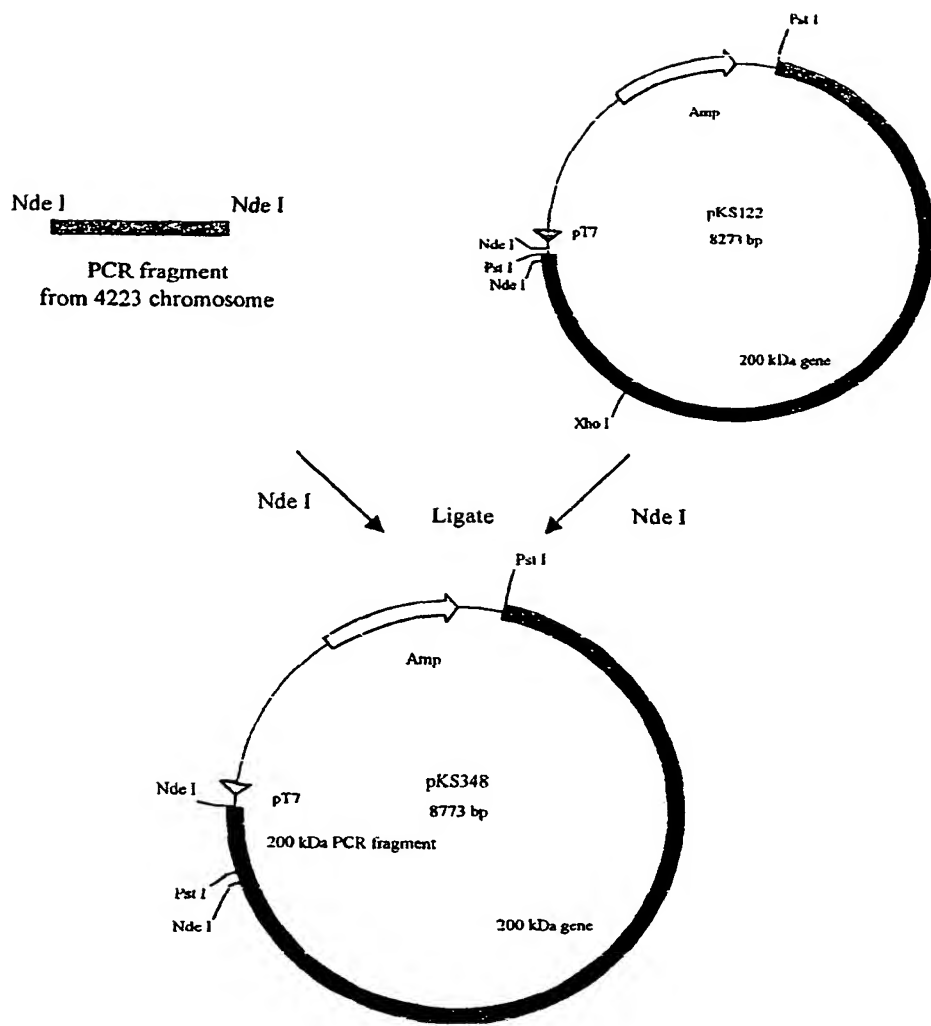 Pst I
Amp
Nde I
Nde I
PCR fragment
from 4223 chromosome
pKS122
8273 bp
pT7
Nde I
Pst I
Nde I
200 kDa gene
Xho I
Nde I
Ligate
Nde I
Pst I
Amp
pKS348
8773 bp
Nde I
pT7
200 kDa PCR fragment
Pst I
Nde I
200 kDa gene